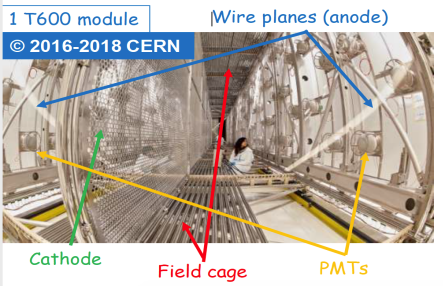 1 T600 module
Wire planes (anode)
© 2016-2018 CERN
Cathode
Field cage
PMTs